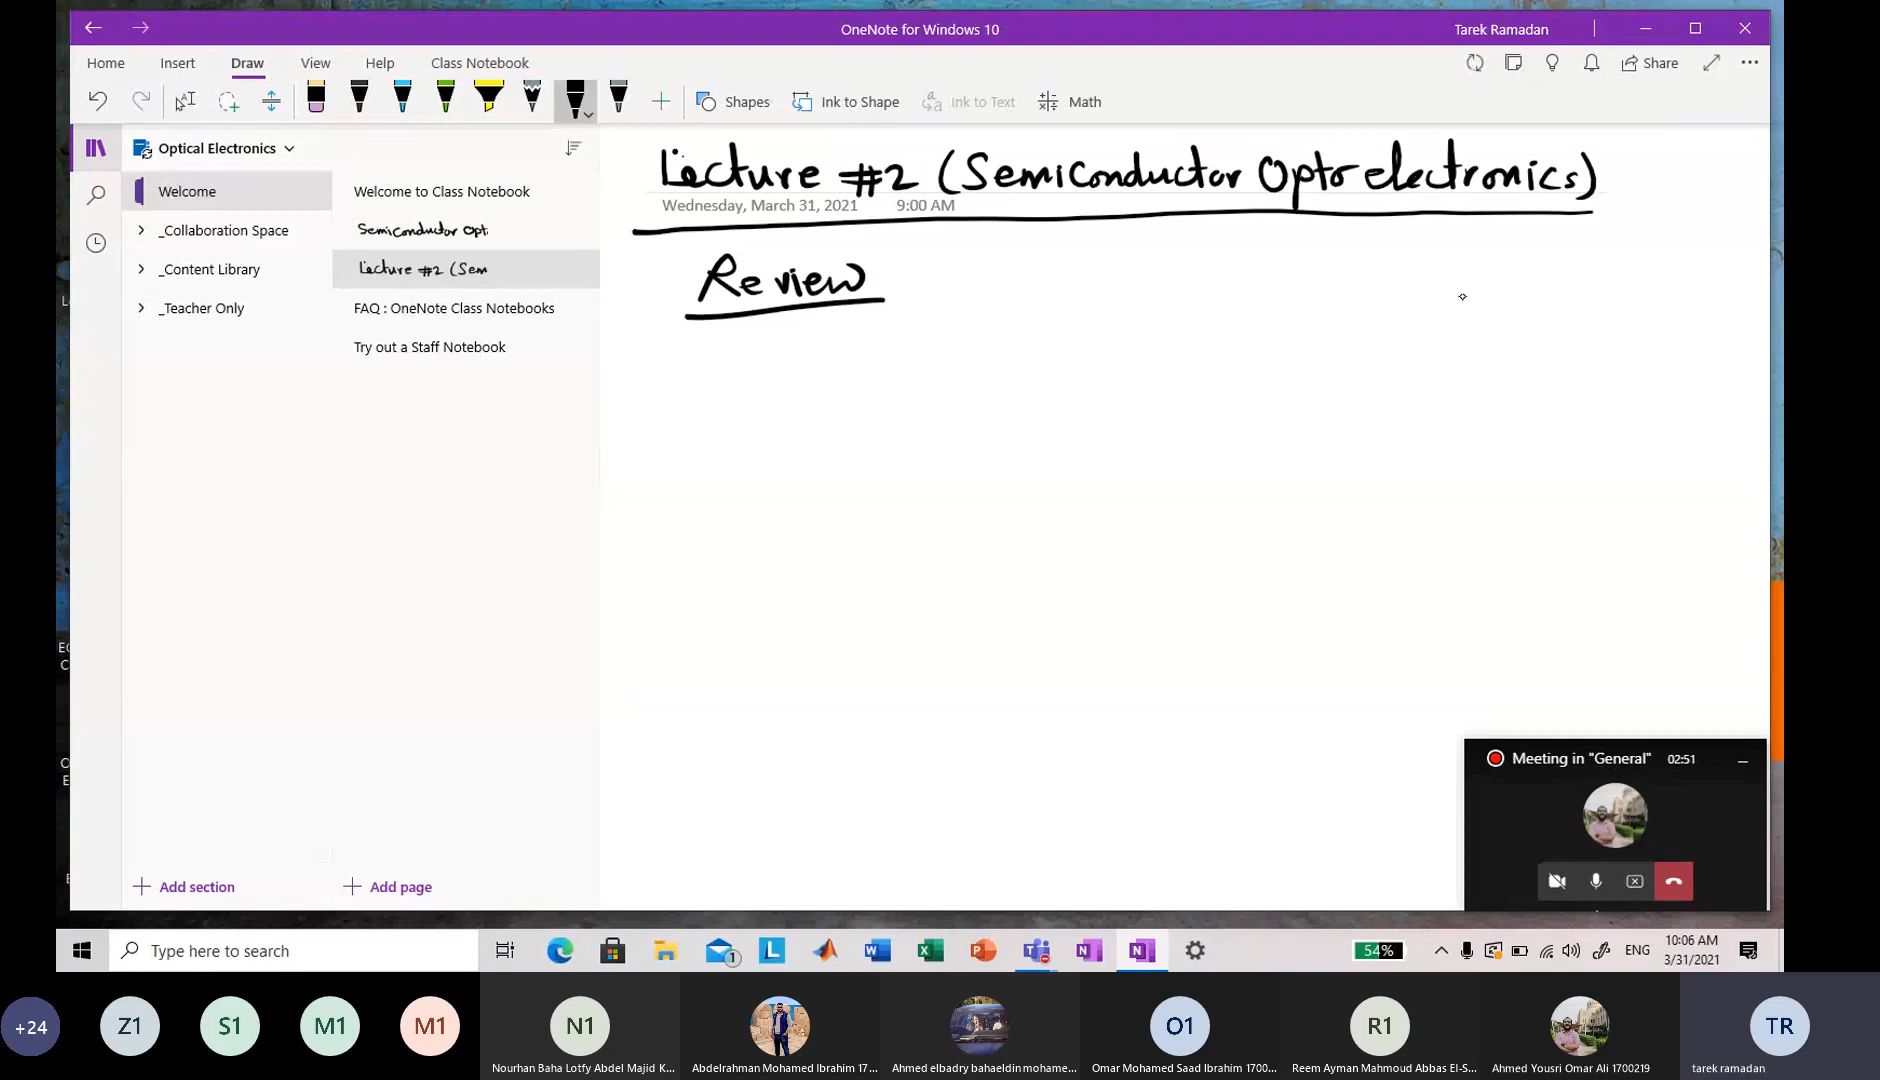 OneNote for Windows 10
Tarek Ramadan
Home Insert Draw View Help Class Notebook
Share
Shapes Ink to Shape Ink to Text Math
Optical Electronics
Welcome
_Collaboration Space
_Content Library
_Teacher Only
Welcome to Class Notebook
Semiconductor Opt
Lecture #2 (Sem
FAQ : OneNote Class Notebooks
Try out a Staff Notebook
Lecture #2 (Semiconductor Optoelectronics)
Wednesday, March 31, 2021 9:00 AM
Review
Meeting in "General" 02:51
Add section
Add page
Type here to search
1
54%
ENG
10:06 AM
3/31/2021
+24 Z1 S1 M1 M1 N1 O1 R1 TR
Nourhan Baha Lotfy Abdel Majid K...
Abdelrahman Mohamed Ibrahim 17...
Ahmed elbadry bahaeldin mohame...
Omar Mohamed Saad Ibrahim 1700...
Reem Ayman Mahmoud Abbas El-S...
Ahmed Yousri Omar Ali 1700219
tarek ramadan